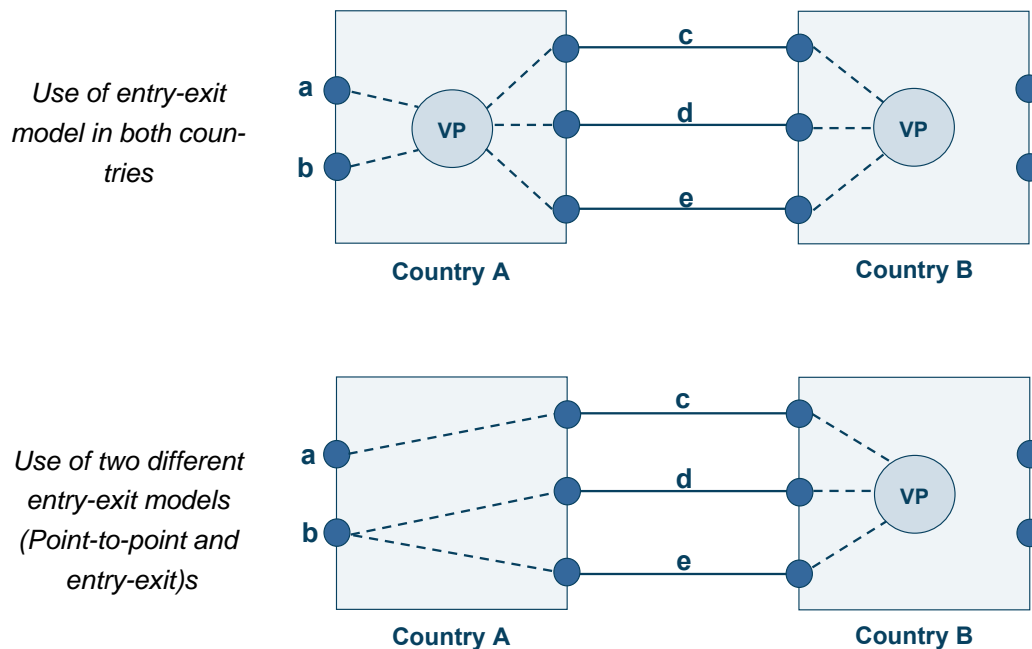 Use of entry-exit
model in both coun-
tries
a
b
VP
c
d
e
VP
Country A
Country B
Use of two different
entry-exit models
(Point-to-point and
entry-exit)s
a
b
c
d
e
VP
Country A
Country B